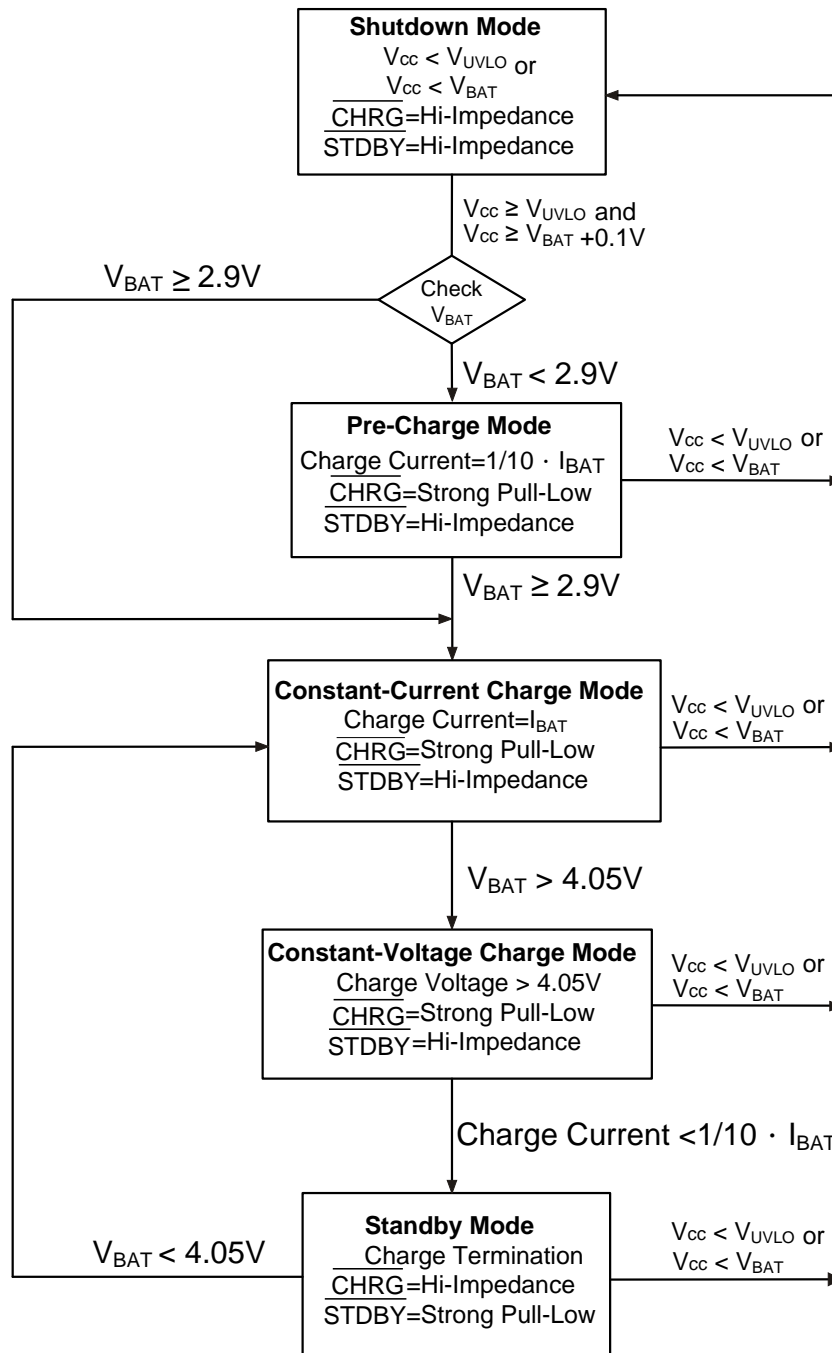 Shutdown Mode
Vcc < VUVLO or
Vcc < VBAT
CHRG=Hi-Impedance
STDBY=Hi-Impedance
Vcc ≥ VUVLO and
Vcc ≥ VBAT +0.1V
VBAT ≥ 2.9V
Check
VBAT
VBAT < 2.9V
Pre-Charge Mode
Charge Current=1/10 · IBAT
CHRG=Strong Pull-Low
STDBY=Hi-Impedance
Vcc < VUVLO or
Vcc < VBAT
VBAT ≥ 2.9V
Constant-Current Charge Mode
Charge Current=IBAT
CHRG=Strong Pull-Low
STDBY=Hi-Impedance
Vcc < VUVLO or
Vcc < VBAT
VBAT > 4.05V
Constant-Voltage Charge Mode
Charge Voltage > 4.05V
CHRG=Strong Pull-Low
STDBY=Hi-Impedance
Vcc < VUVLO or
Vcc < VBAT
Charge Current <1/10 · IBAT
VBAT < 4.05V
Standby Mode
Charge Termination
CHRG=Hi-Impedance
STDBY=Strong Pull-Low
Vcc < VUVLO or
Vcc < VBAT